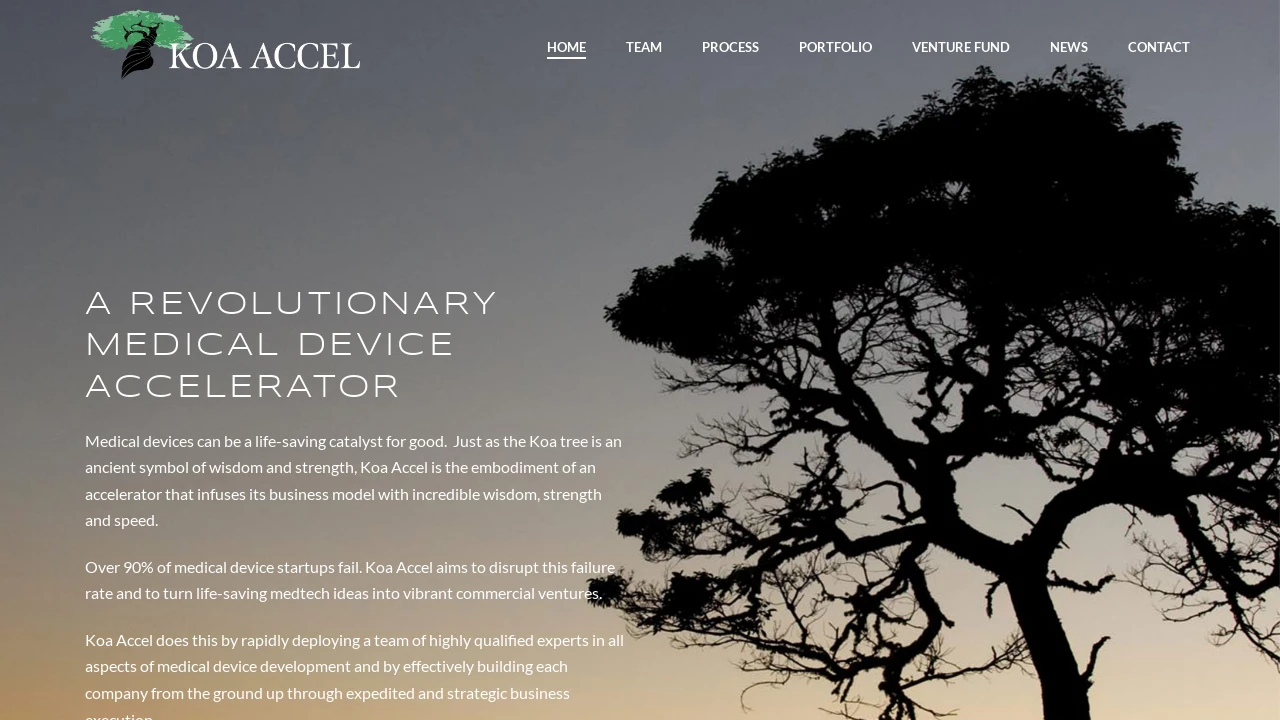 KOA ACCEL
HOME TEAM PROCESS PORTFOLIO VENTURE FUND NEWS CONTACT
A REVOLUTIONARY
MEDICAL DEVICE
ACCELERATOR
Medical devices can be a life-saving catalyst for good.  Just as the Koa tree is an
ancient symbol of wisdom and strength, Koa Accel is the embodiment of an
accelerator that infuses its business model with incredible wisdom, strength
and speed.
Over 90% of medical device startups fail. Koa Accel aims to disrupt this failure
rate and to turn life-saving medtech ideas into vibrant commercial ventures.
Koa Accel does this by rapidly deploying a team of highly qualified experts in all
aspects of medical device development and by effectively building each
company from the ground up through expedited and strategic business
execution.